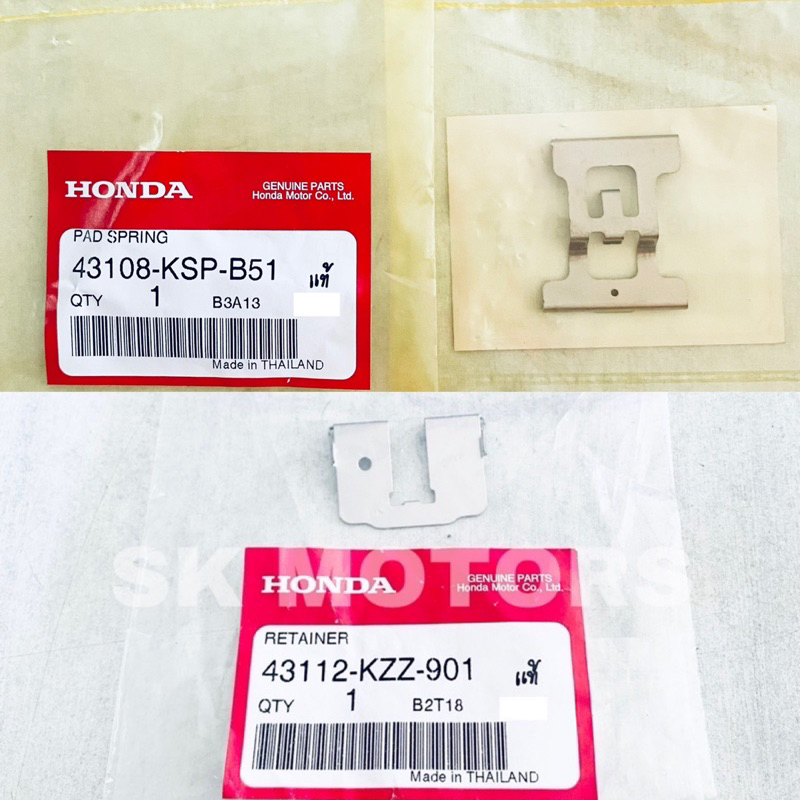 HONDA
GENUINE PARTS
Honda Motor Co., Ltd.
PAD SPRING
43108-KSP-B51
แท้
QTY 1 B3A13
Made in THAILAND
SK MOTORS
HONDA
GENUINE PARTS
Honda Motor Co., Ltd.
RETAINER
43112-KZZ-901
แท้
QTY 1 B2T18
Made in THAILAND